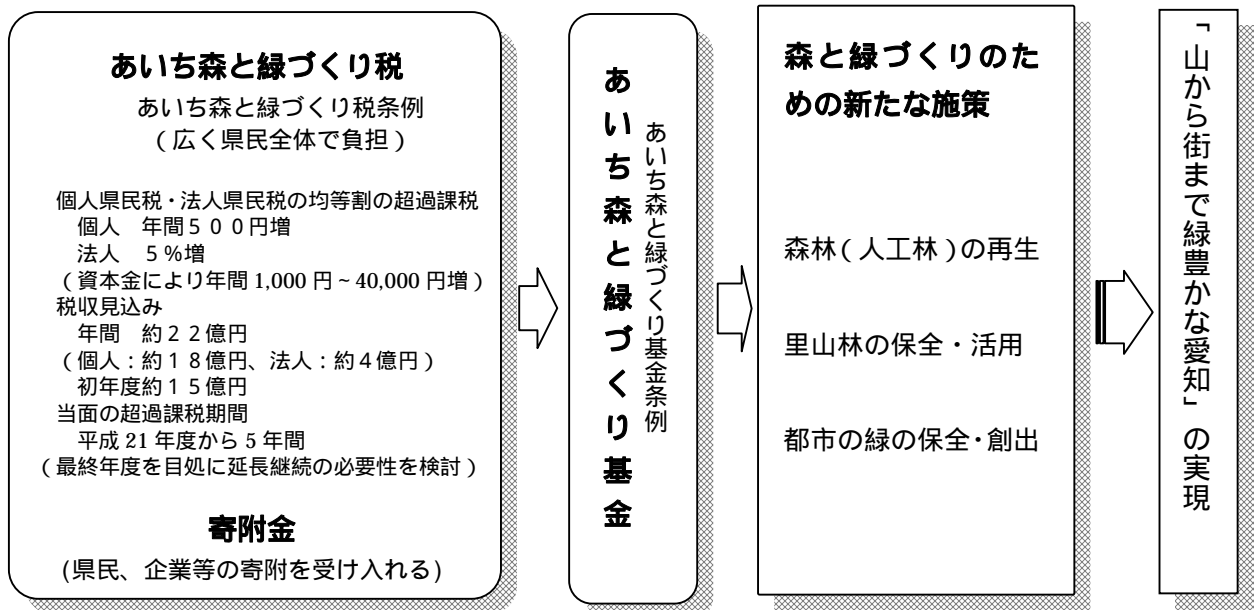 あいち森と緑づくり税
あいち森と緑づくり税条例
（広く県民全体で負担）
個人県民税・法人県民税の均等割の超過課税
個人　年間５００円増
法人　５％増
（資本金により年間 1,000 円～40,000 円増）
税収見込み
年間　約２２億円
（個人：約１８億円、法人：約４億円）
初年度約１５億円
当面の超過課税期間
平成 21 年度から 5 年間
（最終年度を目処に延長継続の必要性を検討）
寄附金
(県民、企業等の寄附を受け入れる)
あいち森と緑づくり基金
あいち森と緑づくり基金条例
森と緑づくりのた
めの新たな施策
森林（人工林）の再生
里山林の保全・活用
都市の緑の保全・創出
「山から街まで緑豊かな愛知」の実現